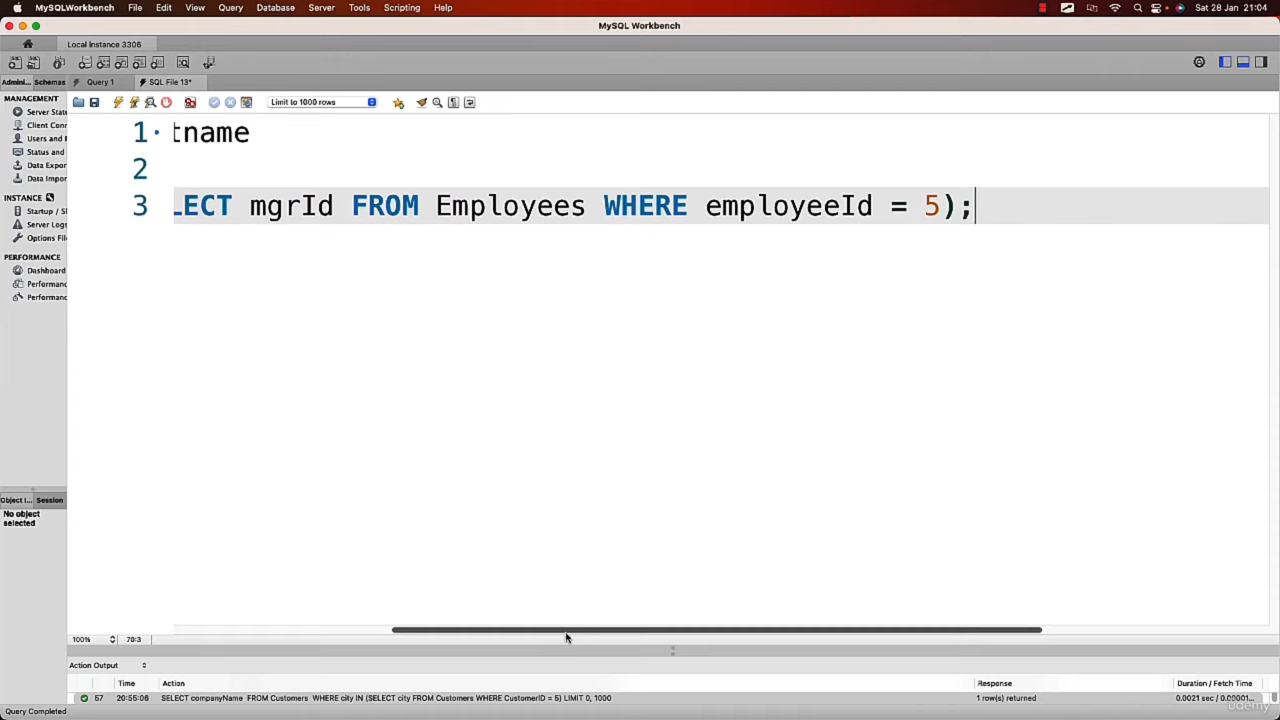 MySQLWorkbench File Edit View Query Database Server Tools Scripting Help Sat 28 Jan 21:04
MySQL Workbench
Local instance 3306
Admini... Schemas Query 1 SQL File 13*
MANAGEMENT
Limit to 1000 rows
Server Stat
Client Conn
Users and P
Status and
Data Expor
Data Impor
INSTANCE
Startup / Sh
Server Logs
Options File
PERFORMANCE
Dashboard
Performanc
Performanc
1 tname
2
3 LECT mgrId FROM Employees WHERE employeeId = 5);
Object I... Session
No object
selected
100% 70:3
Action Output
Time Action Response Duration / Fetch Time
57 20:55:06 SELECT companyName FROM Customers WHERE city IN (SELECT city FROM Customers WHERE CustomerID = 5) LIMIT 0, 1000 1 row(s) returned 0.0021 sec / 0.00001...
Query Completed
Udemy